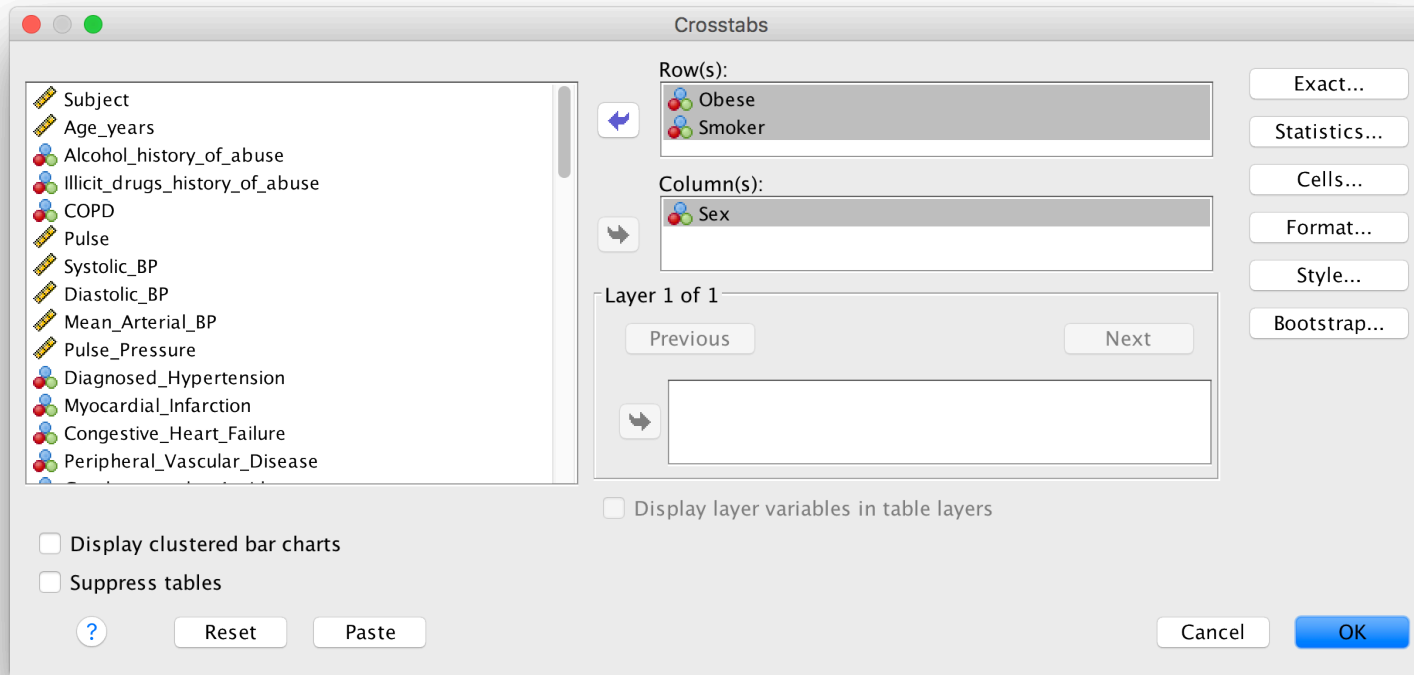 Crosstabs
Subject
Age_years
Alcohol_history_of_abuse
Illicit_drugs_history_of_abuse
COPD
Pulse
Systolic_BP
Diastolic_BP
Mean_Arterial_BP
Pulse_Pressure
Diagnosed_Hypertension
Myocardial_Infarction
Congestive_Heart_Failure
Peripheral_Vascular_Disease
Row(s):
Obese
Smoker
Column(s):
Sex
Layer 1 of 1
Previous
Next
Display layer variables in table layers
Exact...
Statistics...
Cells...
Format...
Style...
Bootstrap...
Display clustered bar charts
Suppress tables
?
Reset
Paste
Cancel
OK